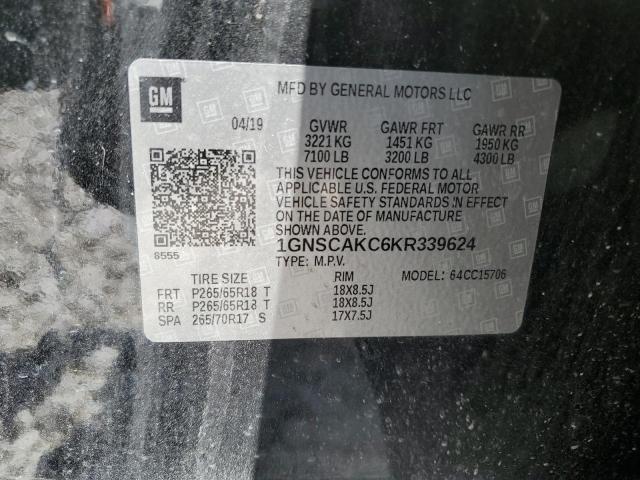 GM
MFD BY GENERAL MOTORS LLC
04/19 GVWR GAWR FRT GAWR RR
3221 KG 1451 KG 1950 KG
7100 LB 3200 LB 4300 LB
THIS VEHICLE CONFORMS TO ALL
APPLICABLE U.S. FEDERAL MOTOR
VEHICLE SAFETY STANDARDS IN EFFECT
ON THE DATE OF MANUFACTURE
SHOWN ABOVE.
8555
1GNSCAKC6KR339624
TYPE: M.P.V. MODEL: 64CC15706
TIRE SIZE RIM
FRT P265/65R18 T 18X8.5J
RR P265/65R18 T 18X8.5J
SPA 265/70R17 S 17X7.5J